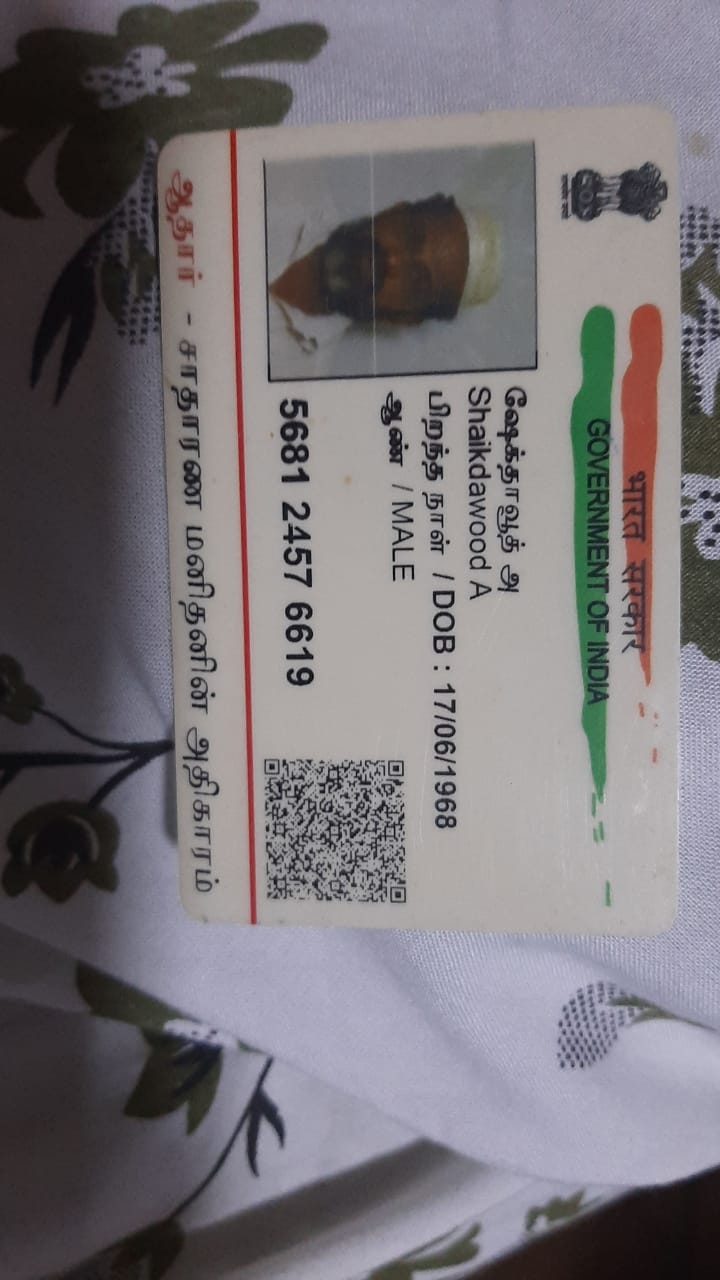 भारत सरकार
GOVERNMENT OF INDIA
ஷேக்தாவூத் அ
Shaikdawood A
பிறந்த நாள் / DOB : 17/06/1968
ஆண் / MALE
5681 2457 6619
ஆதார் - சாதாரண மனிதனின் அதிகாரம்